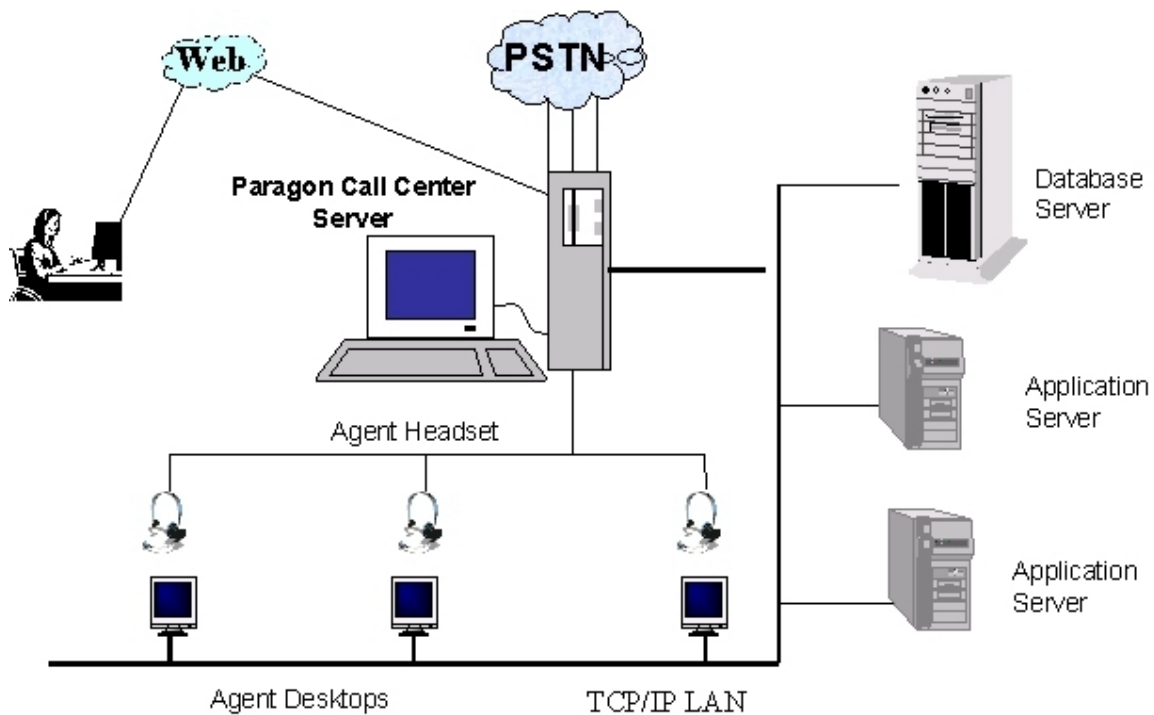 Web
PSTN
Paragon Call Center
Server
Database
Server
Application
Server
Agent Headset
Application
Server
Agent Desktops
TCP/IP LAN